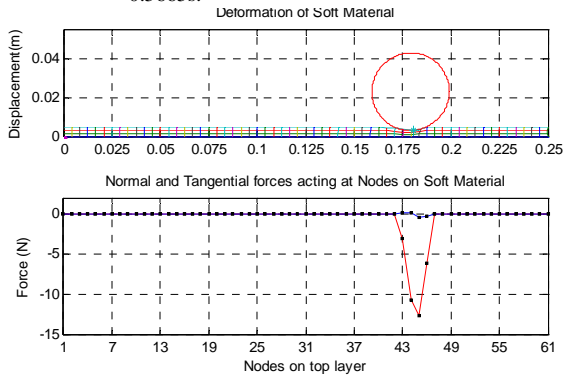 Deformation of Soft Material
Displacement(m)
0.04
0.02
0
0 0.025 0.05 0.075 0.1 0.125 0.15 0.175 0.2 0.225 0.25
Normal and Tangential forces acting at Nodes on Soft Material
Force (N)
0
-5
-10
-15
1 7 13 19 25 31 37 43 49 55 61
Nodes on top layer